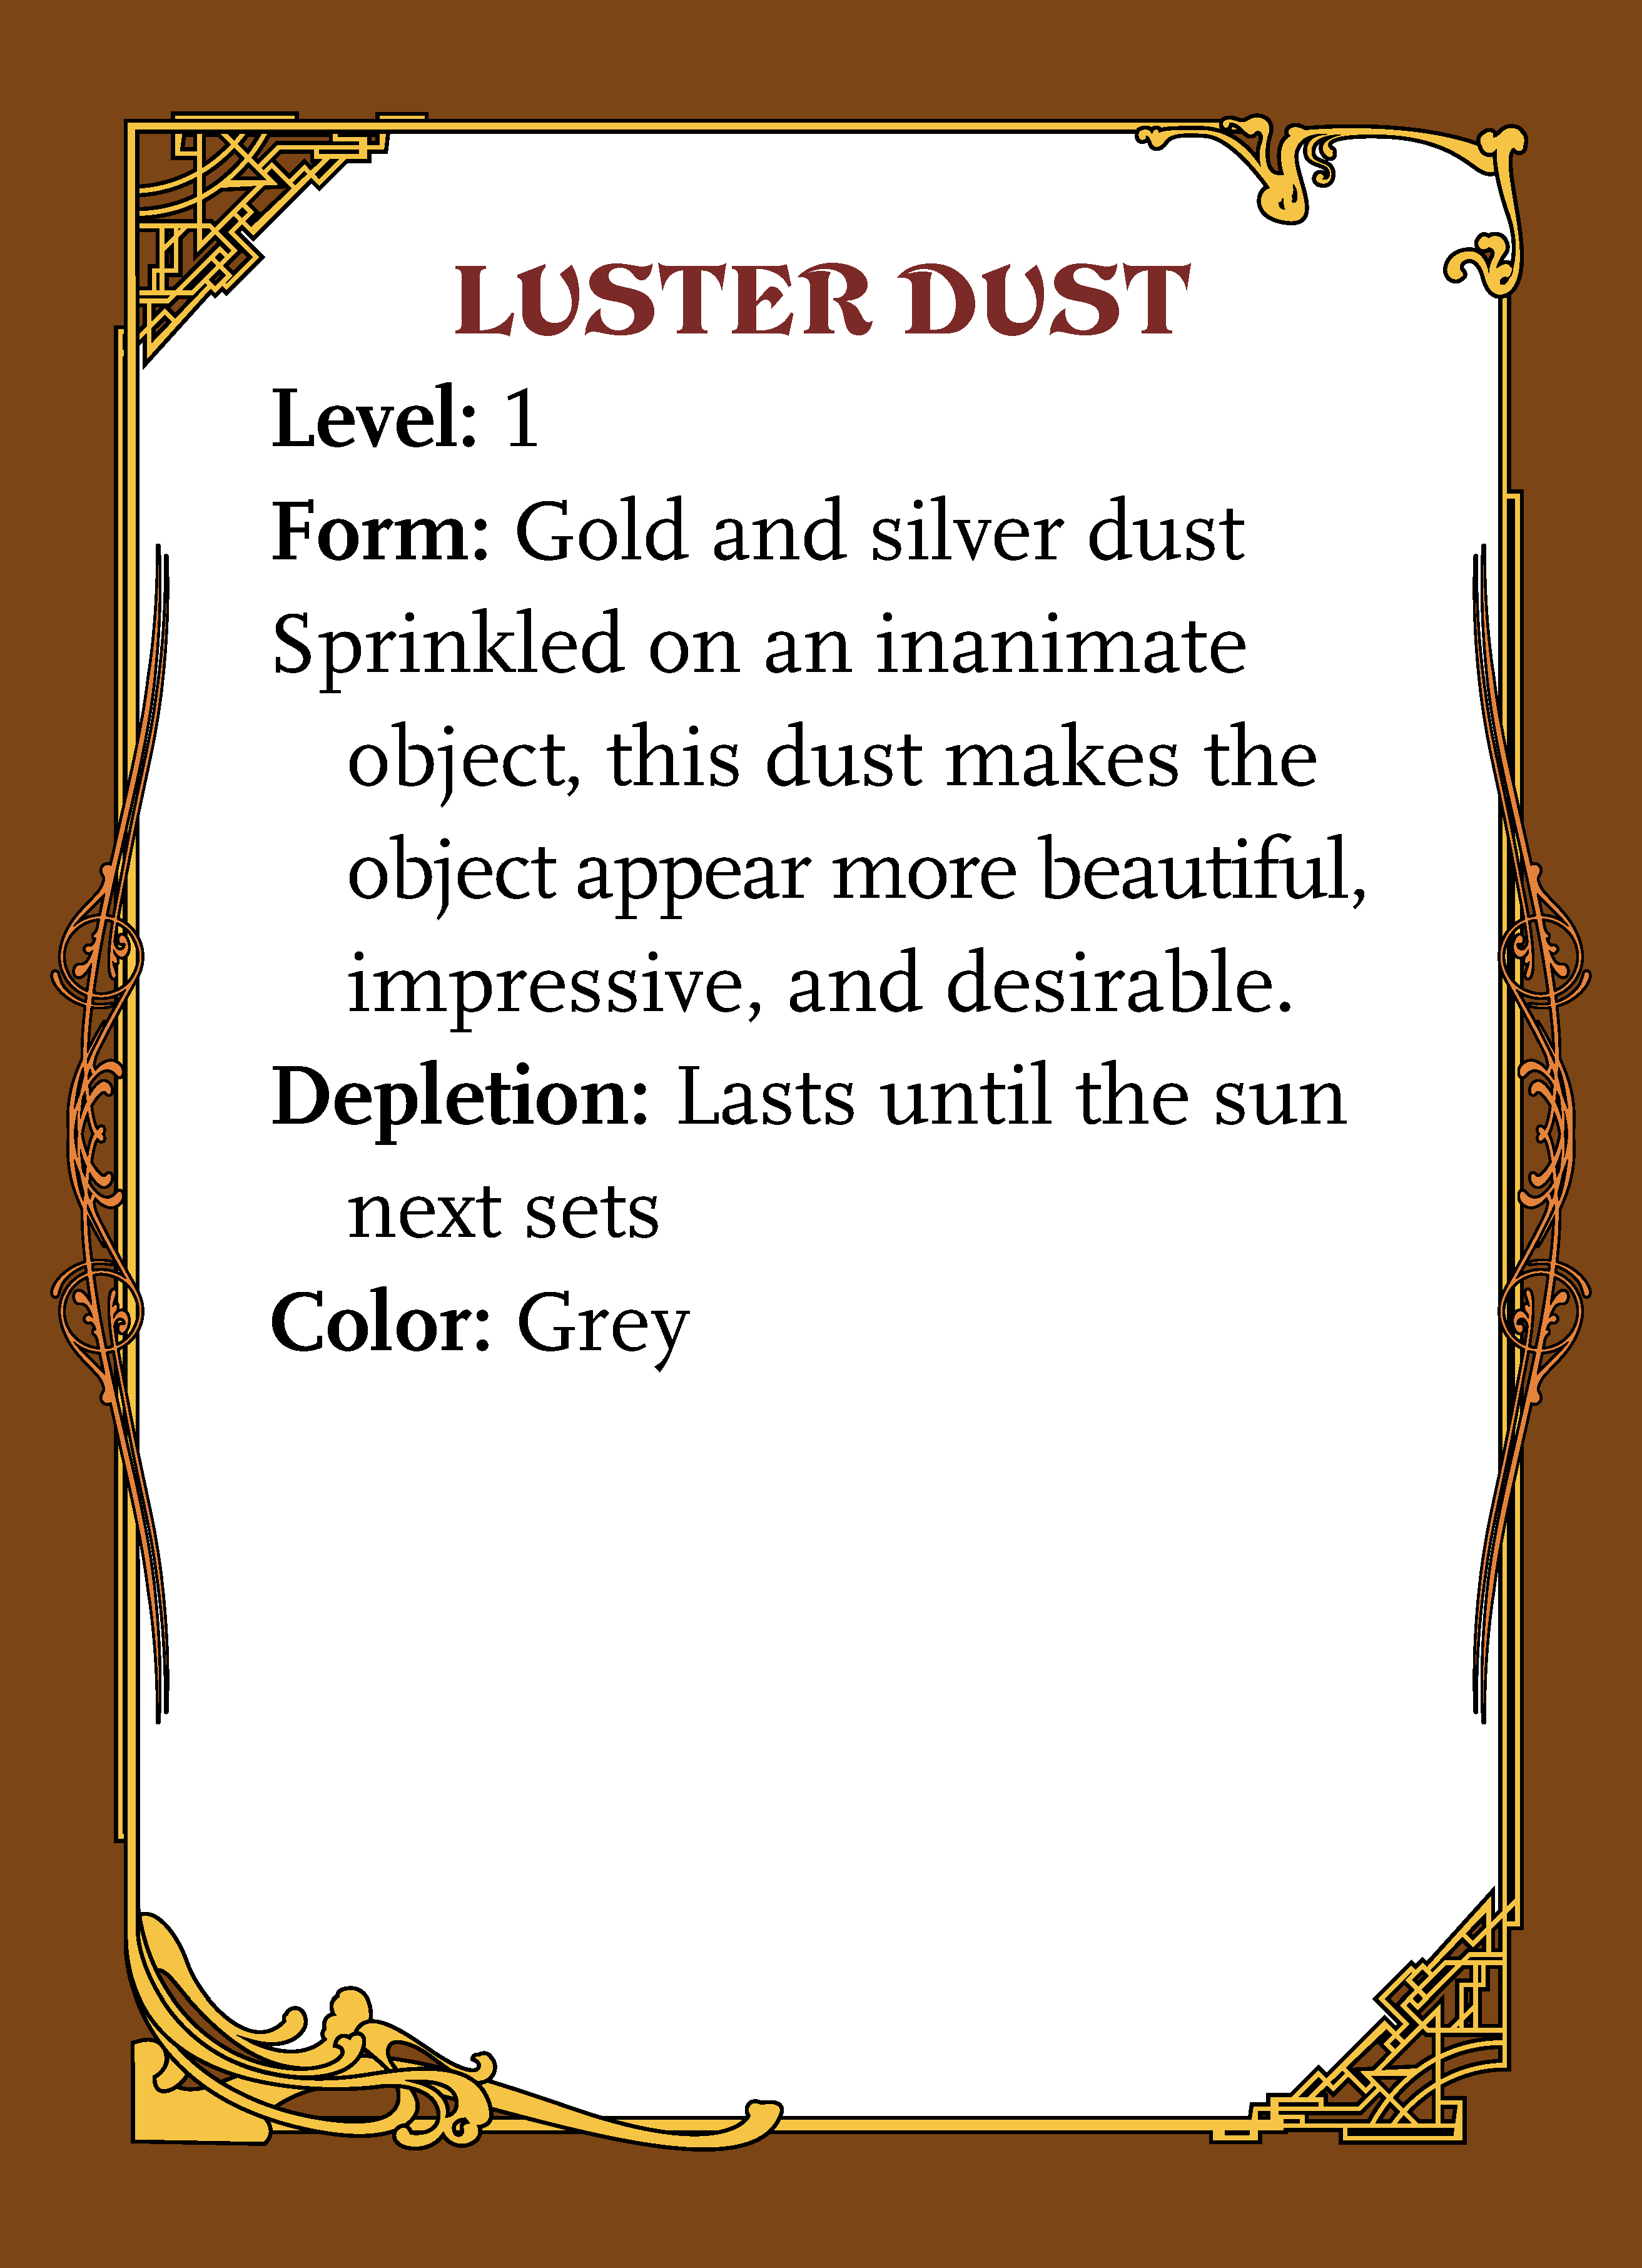 LUSTER DUST
Level: 1
Form: Gold and silver dust
Sprinkled on an inanimate
object, this dust makes the
object appear more beautiful,
impressive, and desirable.
Depletion: Lasts until the sun
next sets
Color: Grey